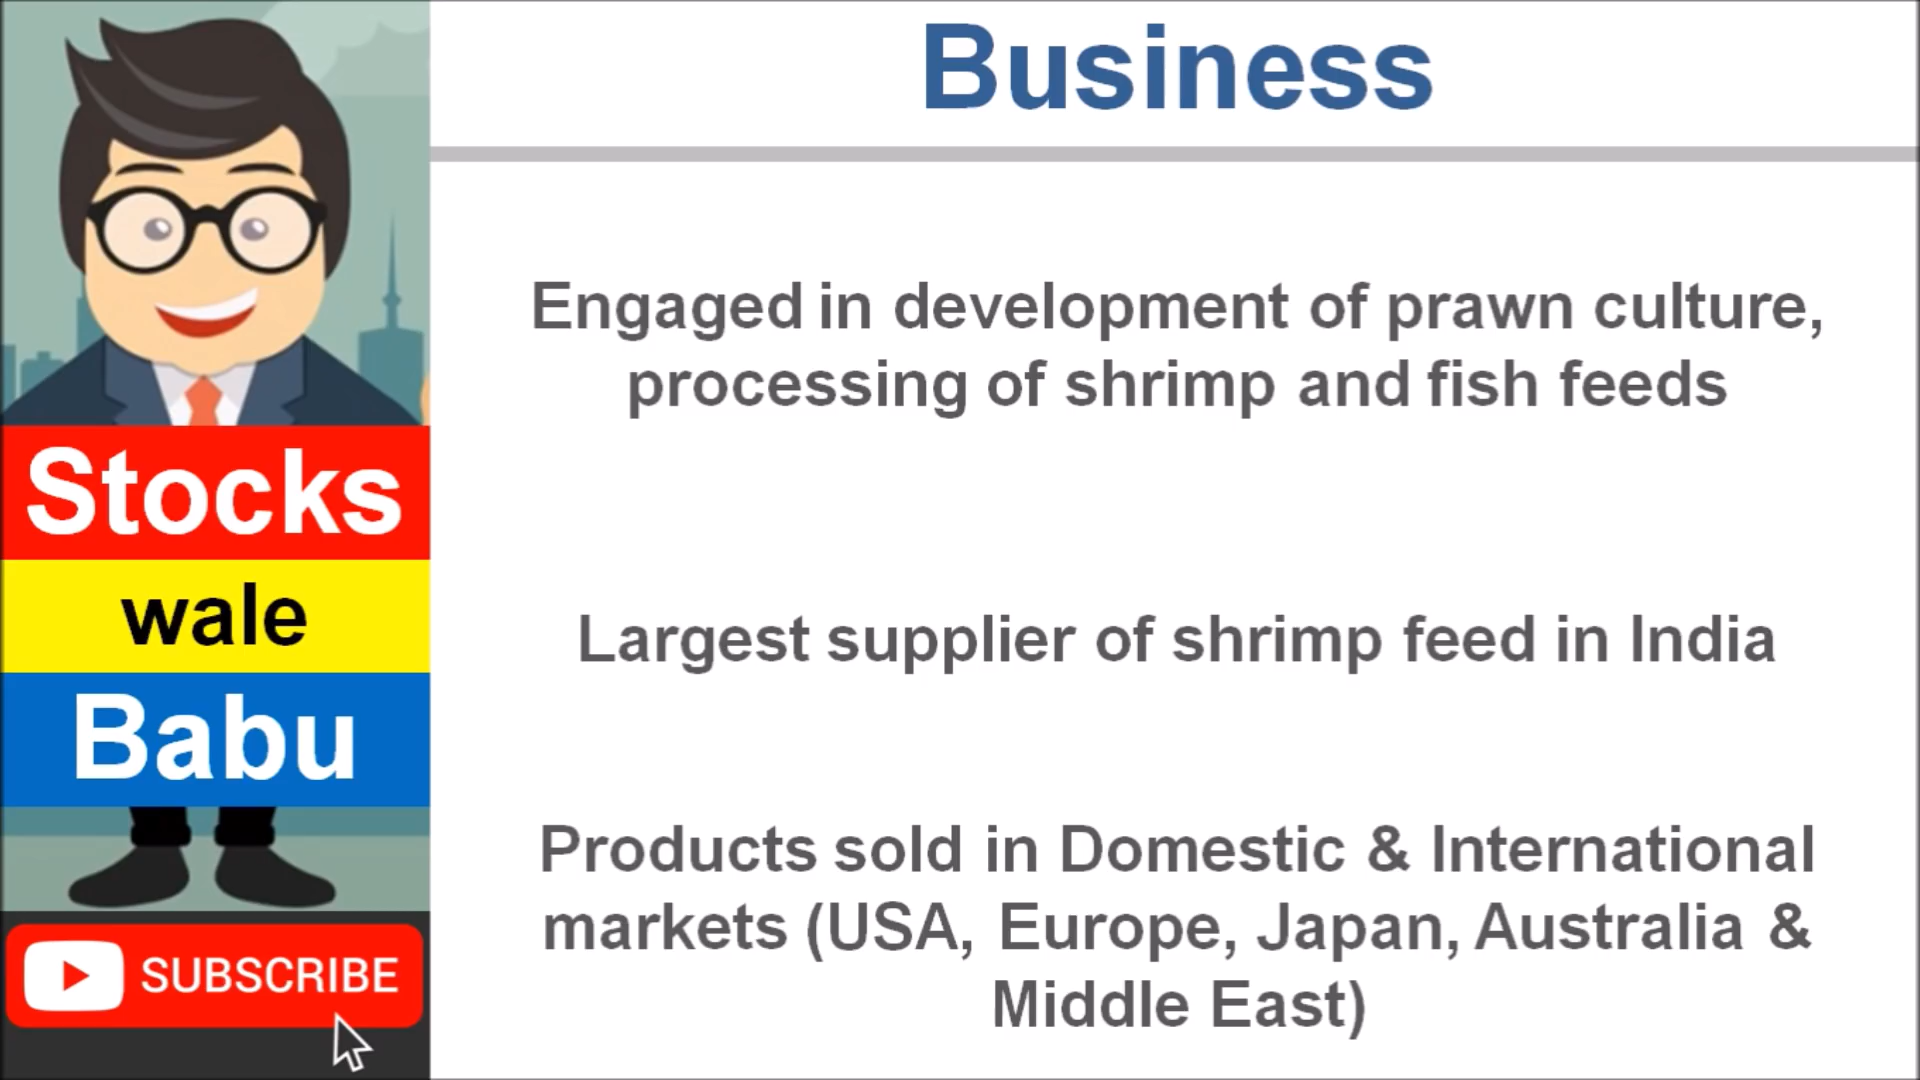 Business
Engaged in development of prawn culture,
processing of shrimp and fish feeds
Largest supplier of shrimp feed in India
Products sold in Domestic & International
markets (USA, Europe, Japan, Australia &
Middle East)
Stocks
wale
Babu
SUBSCRIBE